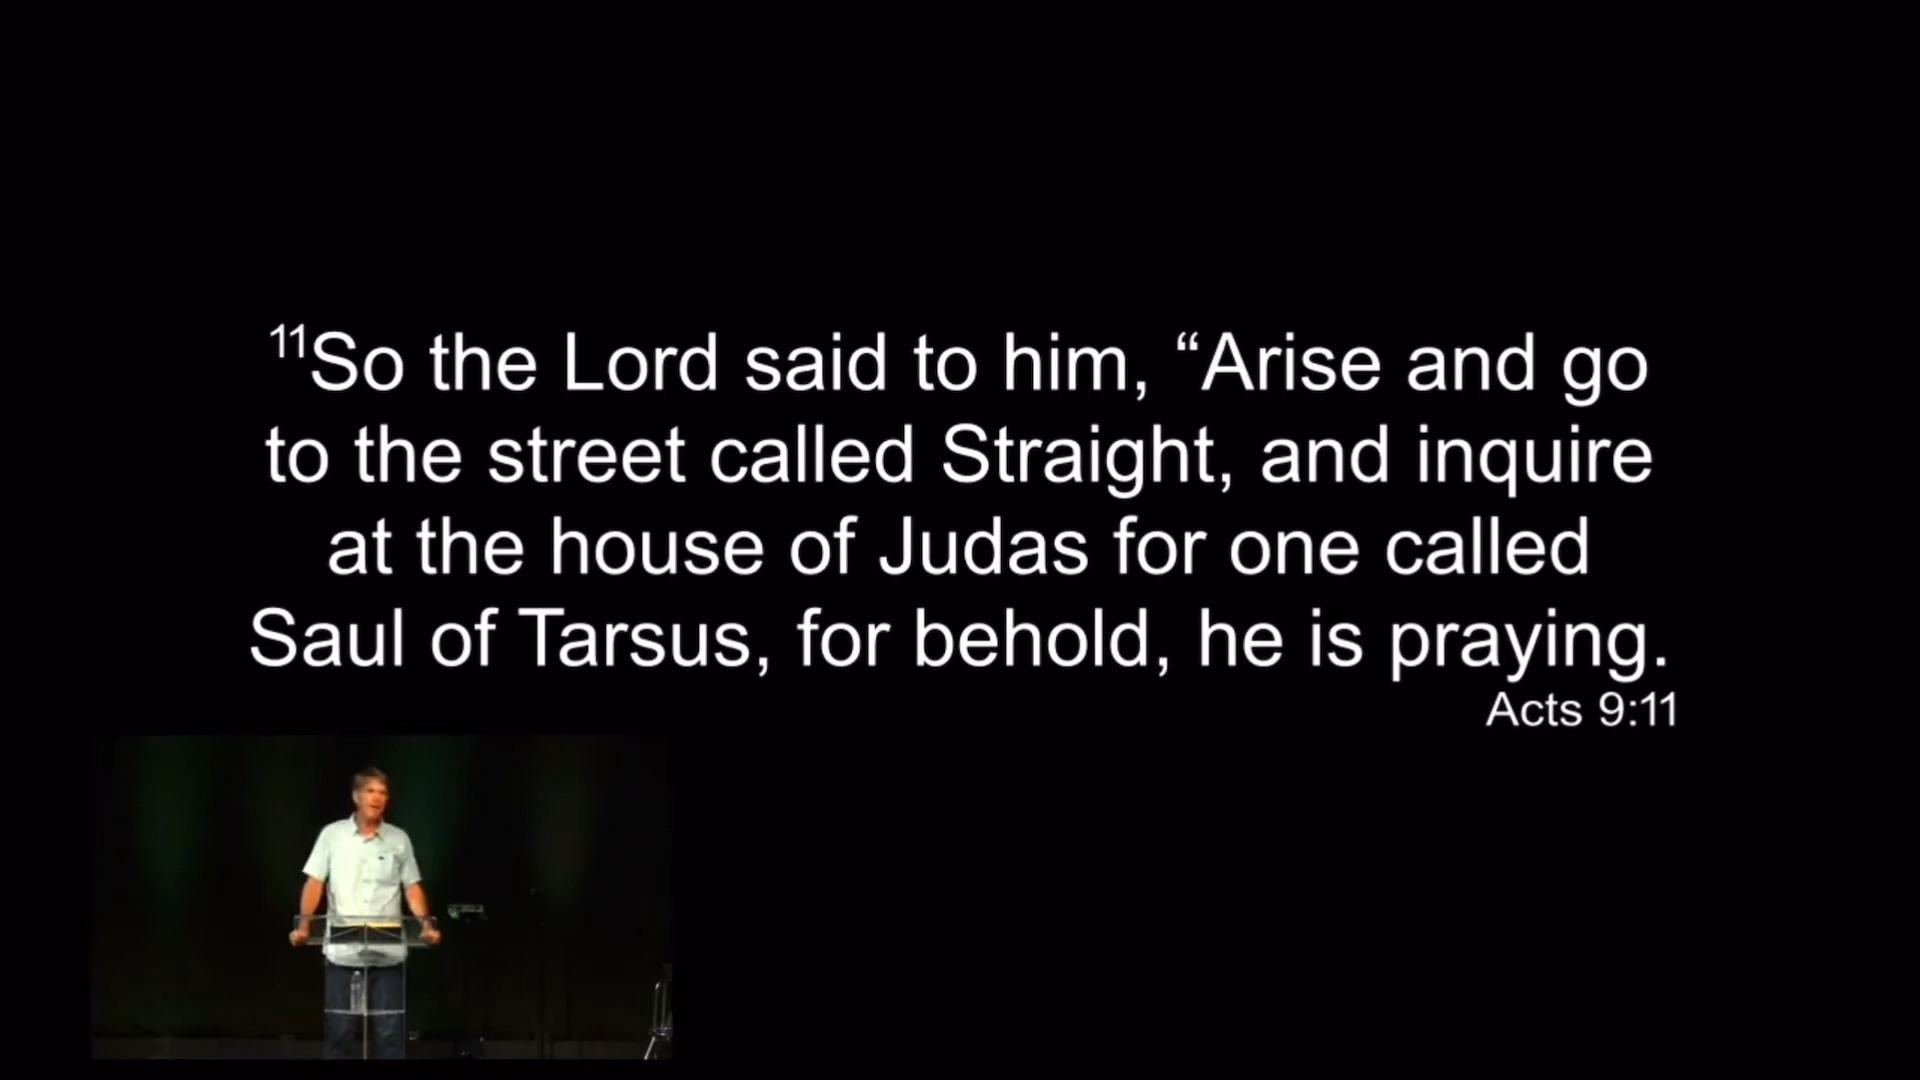 11So the Lord said to him, “Arise and go
to the street called Straight, and inquire
at the house of Judas for one called
Saul of Tarsus, for behold, he is praying.
Acts 9:11